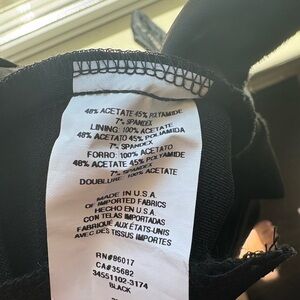 48% ACETATE 45% POLYAMIDE
7% SPANDEX
LINING: 100% ACETATE
48% ACETATO 45% POLIAMIDA
7% SPANDEX
FORRO: 100% ACETATO
48% ACETATE 45% POLYAMIDE
7% SPANDEX
DOUBLURE: 100% ACETATE
MADE IN U.S.A
OF IMPORTED FABRICS
HECHO EN U.S.A
CON TELAS IMPORTADAS
FABRIQUÉ AUX ÉTATS-UNIS
AVEC DES TISSUS IMPORTES
RN#86017
CA#35682
34551102-3174
BLACK